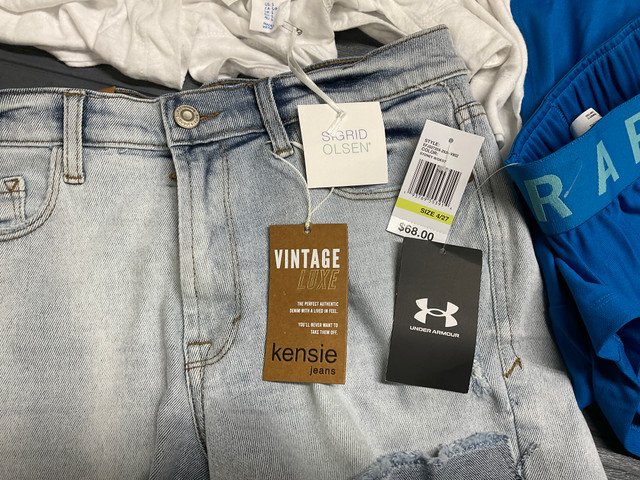 SIGRID
OLSEN'
STYLE:
COLOR:
SIZE 4/27
$68.00
VINTAGE
LUXE
THE PERFECT AUTHENTIC
DENIM WITH A LIVED IN FEEL.
YOU'LL NEVER WANT TO
TAKE THEM OFF.
kensie
jeans
UNDER ARMOUR
R A